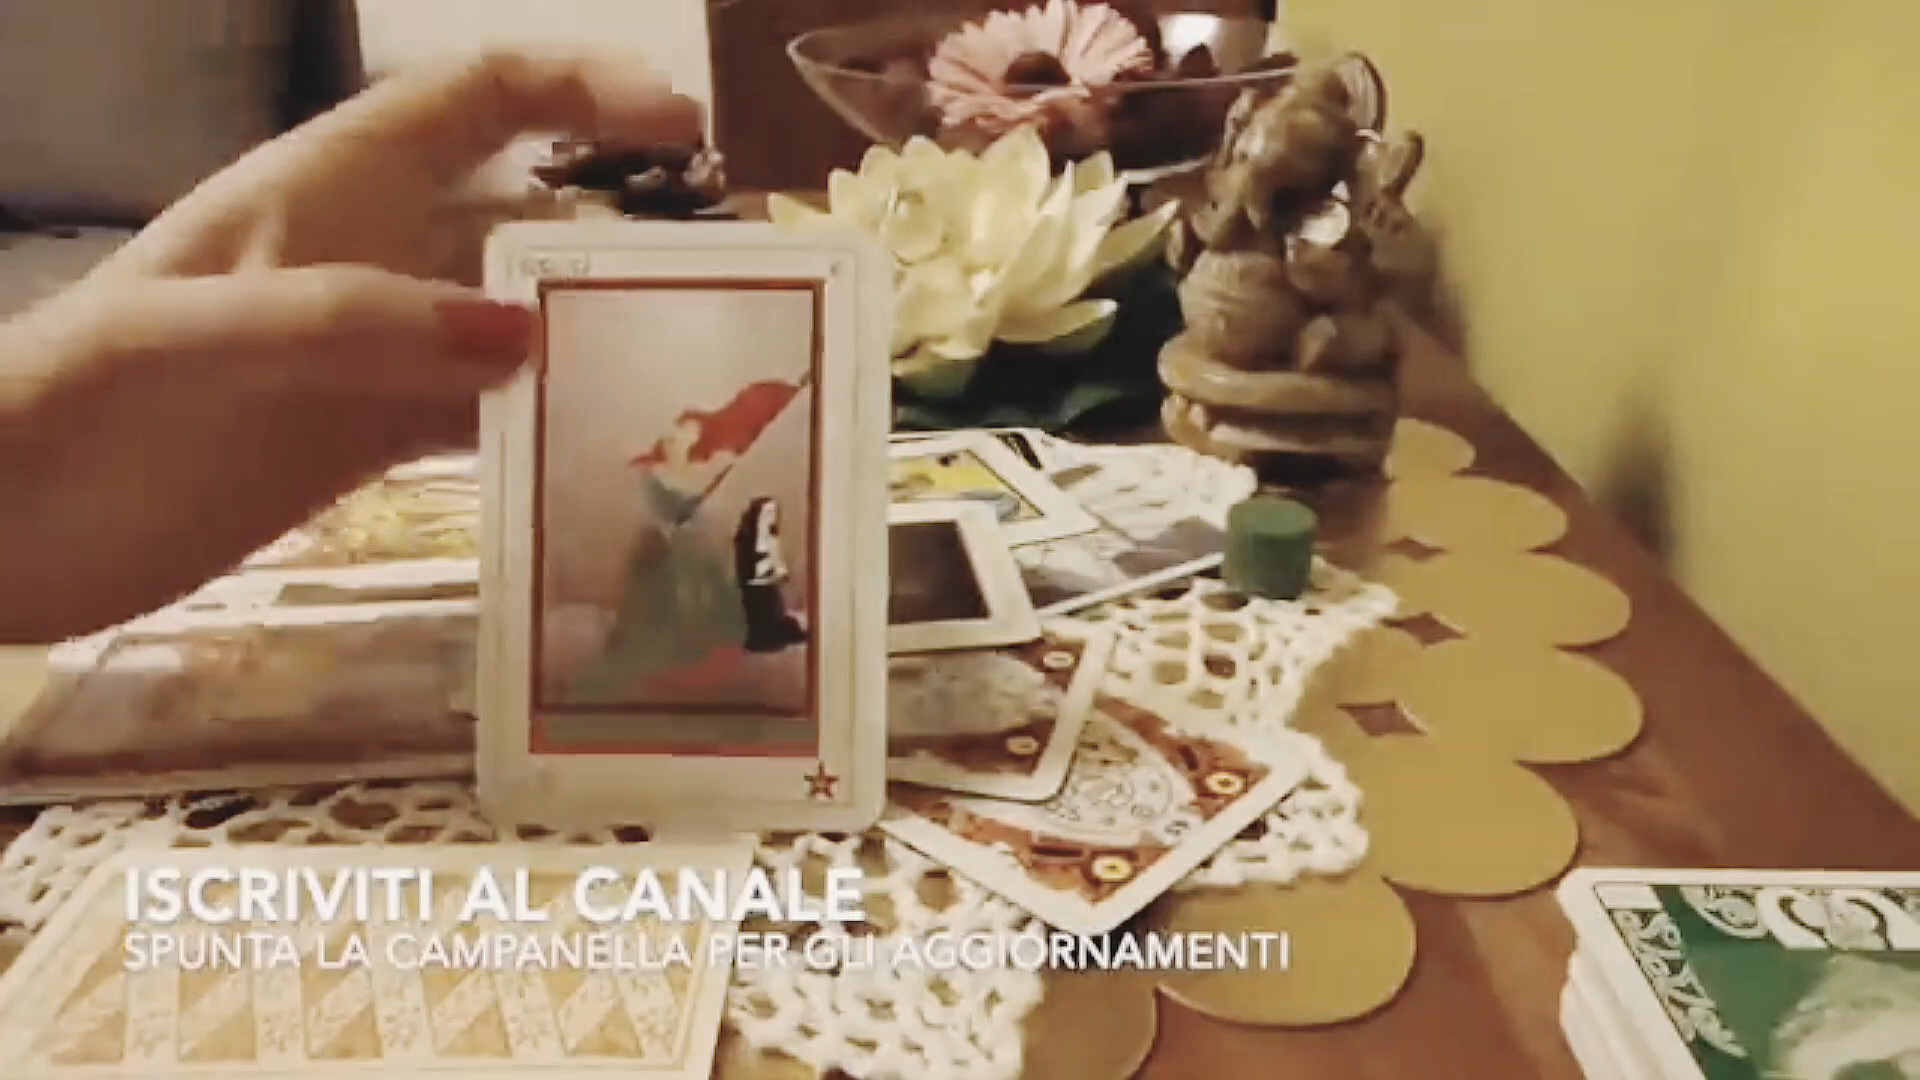 ISCRIVITI AL CANALE
SPUNTA LA CAMPANELLA PER GLI AGGIORNAMENTI